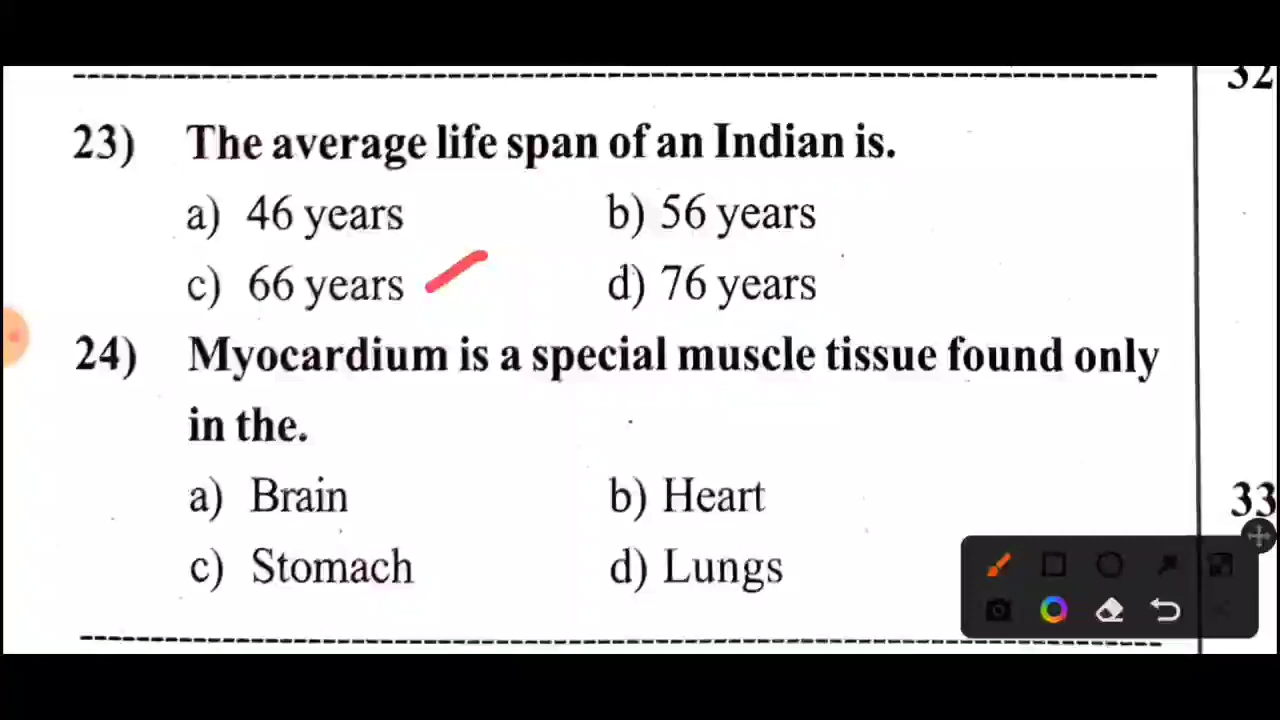 32
23) The average life span of an Indian is.
a) 46 years b) 56 years
c) 66 years d) 76 years
24) Myocardium is a special muscle tissue found only
in the.
a) Brain b) Heart
33
c) Stomach d) Lungs